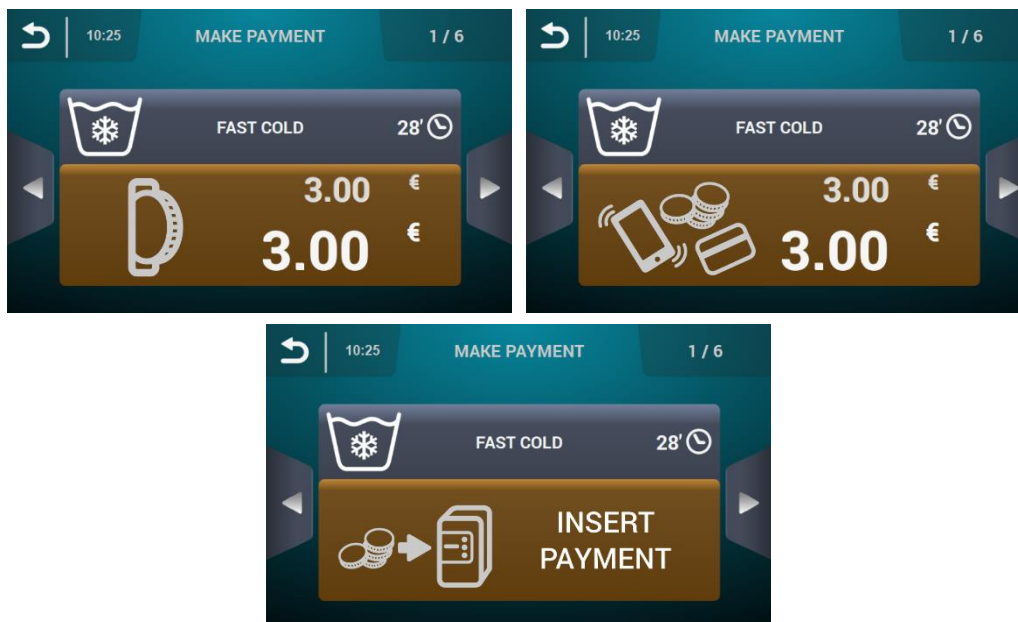 10:25 MAKE PAYMENT 1 / 6
FAST COLD 28'
3.00 €
3.00 €
10:25 MAKE PAYMENT 1 / 6
FAST COLD 28'
3.00 €
3.00 €
10:25 MAKE PAYMENT 1 / 6
FAST COLD 28'
INSERT
PAYMENT